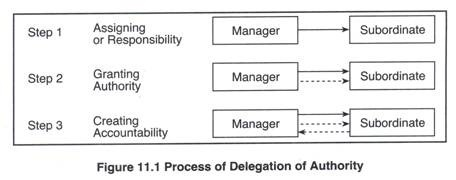 Step 1 Assigning or Responsibility Manager Subordinate
Step 2 Granting Authority Manager Subordinate
Step 3 Creating Accountability Manager Subordinate
Figure 11.1 Process of Delegation of Authority